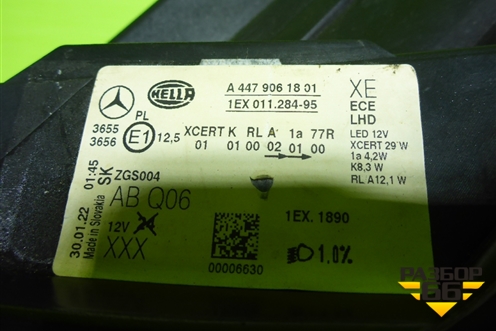 HELLA
A 447 906 18 01
1EX 011.284-95
XE
ECE
LHD
LED 12V
XCERT 29 W
1a 4,2W
K8,3 W
RL A12,1 W
PL
3655
3656
E1
12,5
XCERT K RL A 1a 77R
01 01 00 02 01 00
30.01.22 01:45
Made in Slovakia
SK
ZGS004
AB Q06
12V 24
XXX
00006630
1EX. 1890
1.0%
РАЗБОР
66